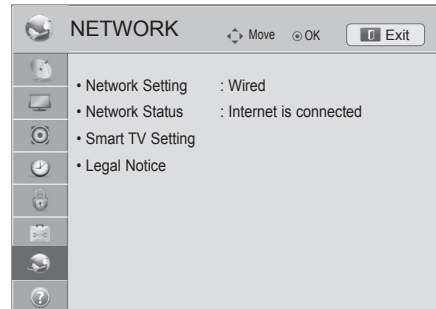 NETWORK Move OK Exit
• Network Setting : Wired
• Network Status : Internet is connected
• Smart TV Setting
• Legal Notice